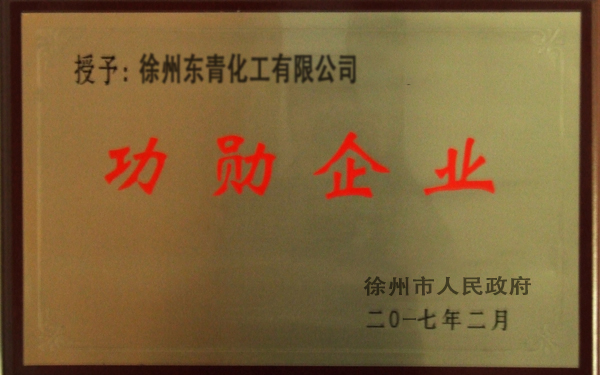 授予：徐州东青化工有限公司
功勋企业
徐州市人民政府
二0一七年二月